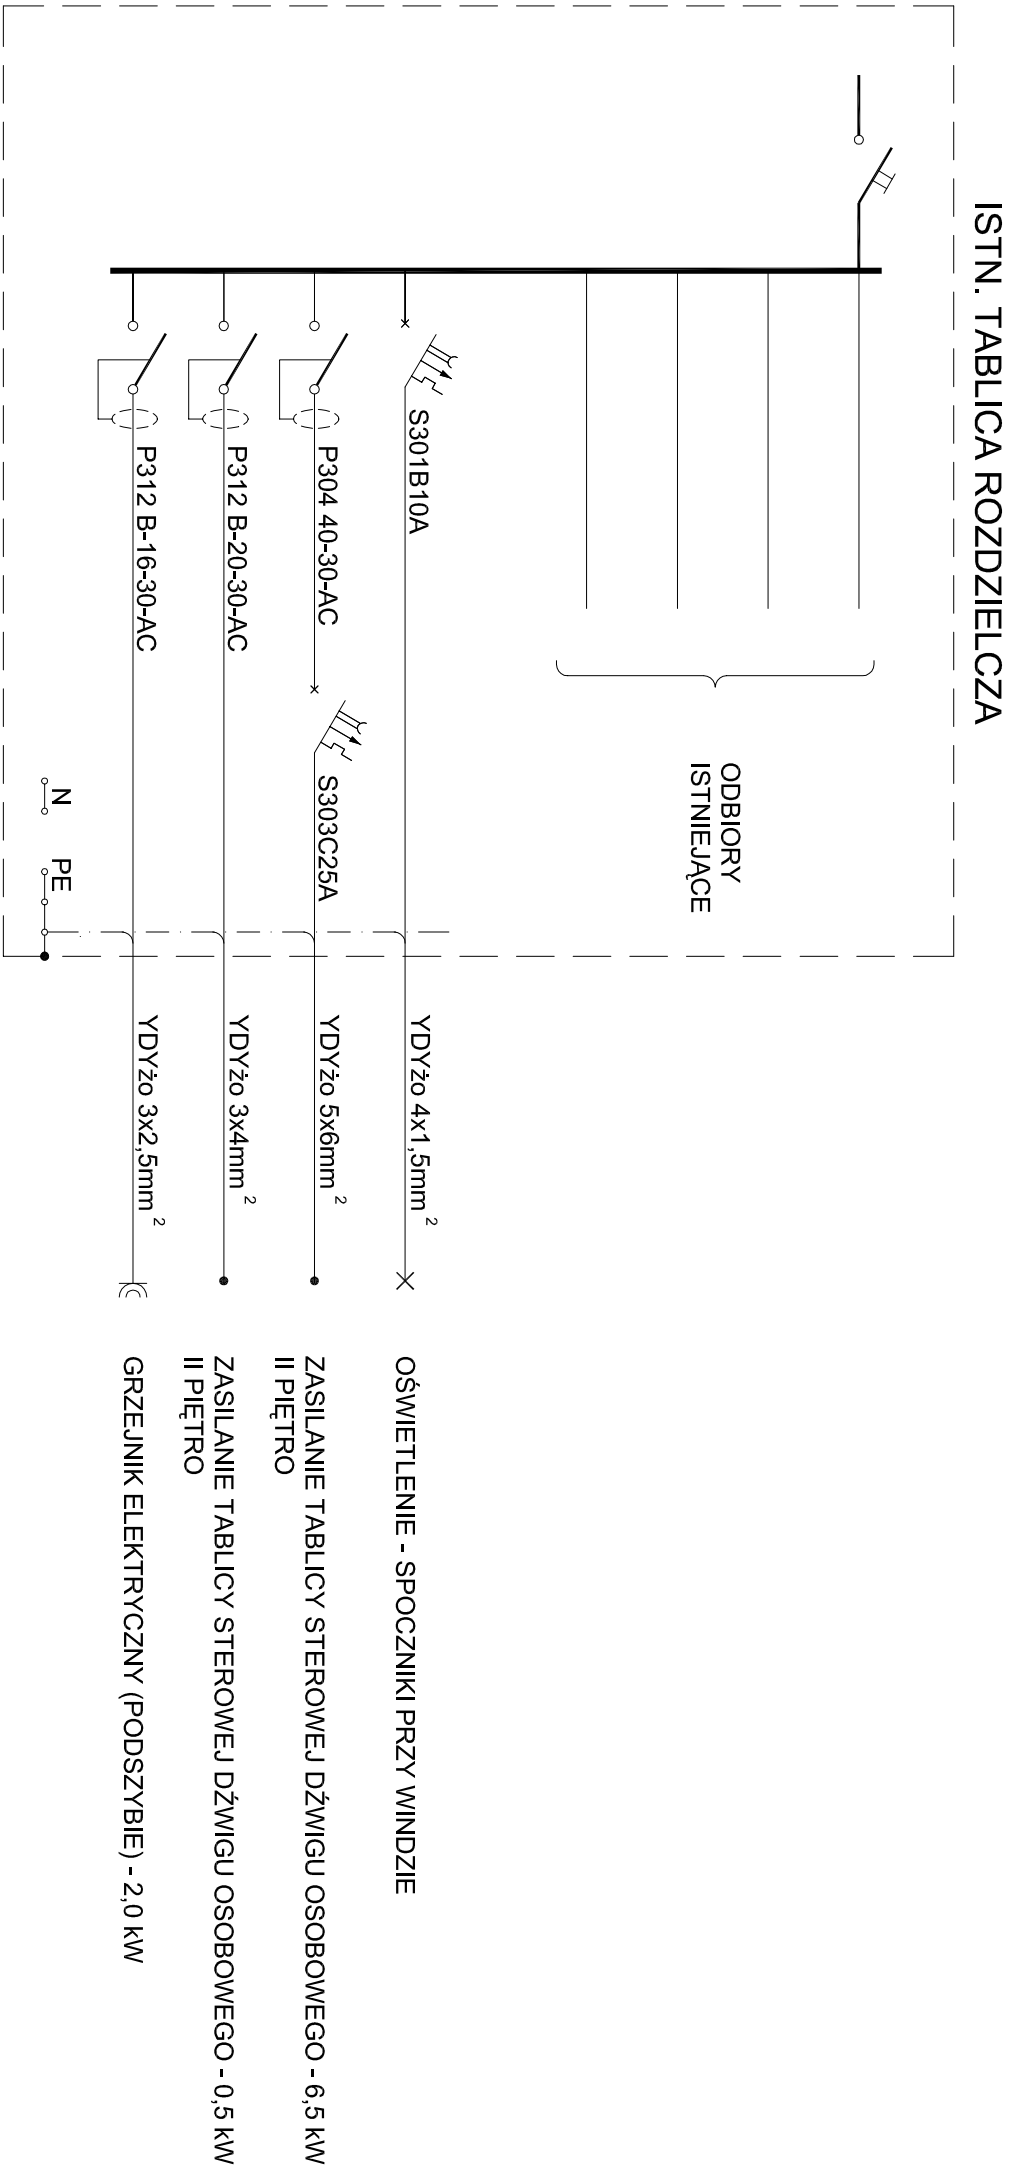 ISTN. TABLICA ROZDZIELCZA
ODBIORY
ISTNIEJĄCE
S301B10A
YDYżo 4x1,5mm ²
OŚWIETLENIE - SPOCZNIKI PRZY WINDZIE
P304 40-30-AC
S303C25A
YDYżo 5x6mm ²
ZASILANIE TABLICY STEROWEJ DŹWIGU OSOBOWEGO - 6,5 kW
II PIĘTRO
P312 B-20-30-AC
YDYżo 3x4mm ²
ZASILANIE TABLICY STEROWEJ DŹWIGU OSOBOWEGO - 0,5 kW
II PIĘTRO
P312 B-16-30-AC
YDYżo 3x2,5mm ²
GRZEJNIK ELEKTRYCZNY (PODSZYBIE) - 2,0 kW
N
PE